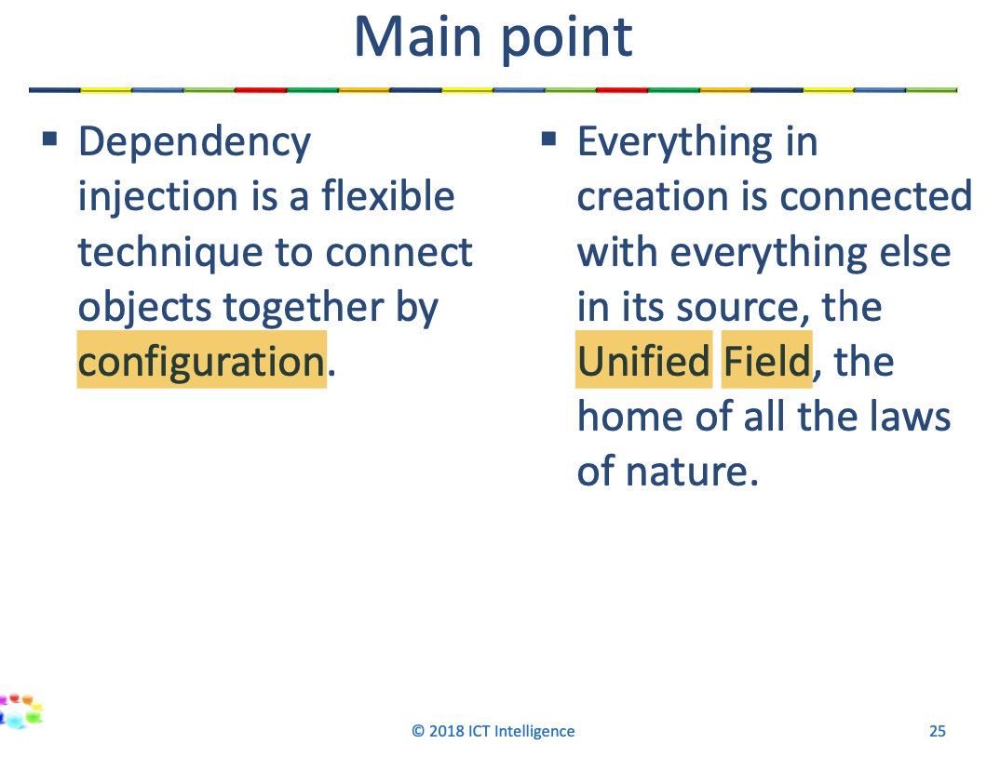 Main point
▪ Dependency
injection is a flexible
technique to connect
objects together by
configuration.
▪ Everything in
creation is connected
with everything else
in its source, the
Unified Field, the
home of all the laws
of nature.
© 2018 ICT Intelligence
25